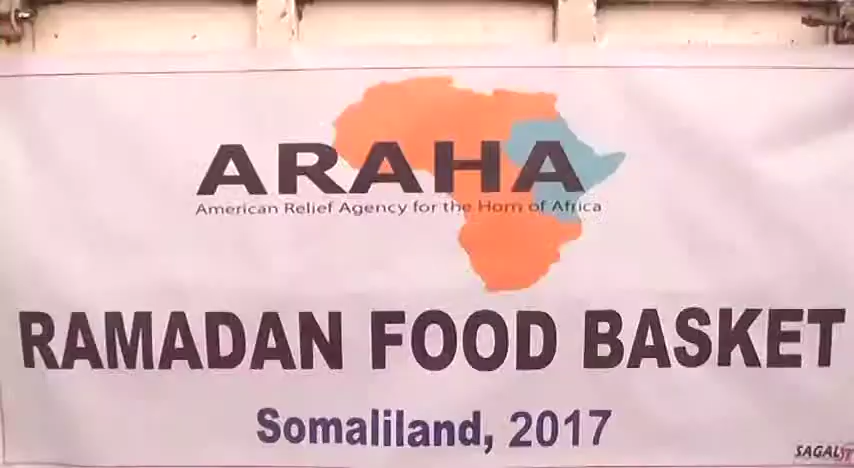 ARAHA
American Relief Agency for the Horn of Africa
RAMADAN FOOD BASKET
Somaliland, 2017